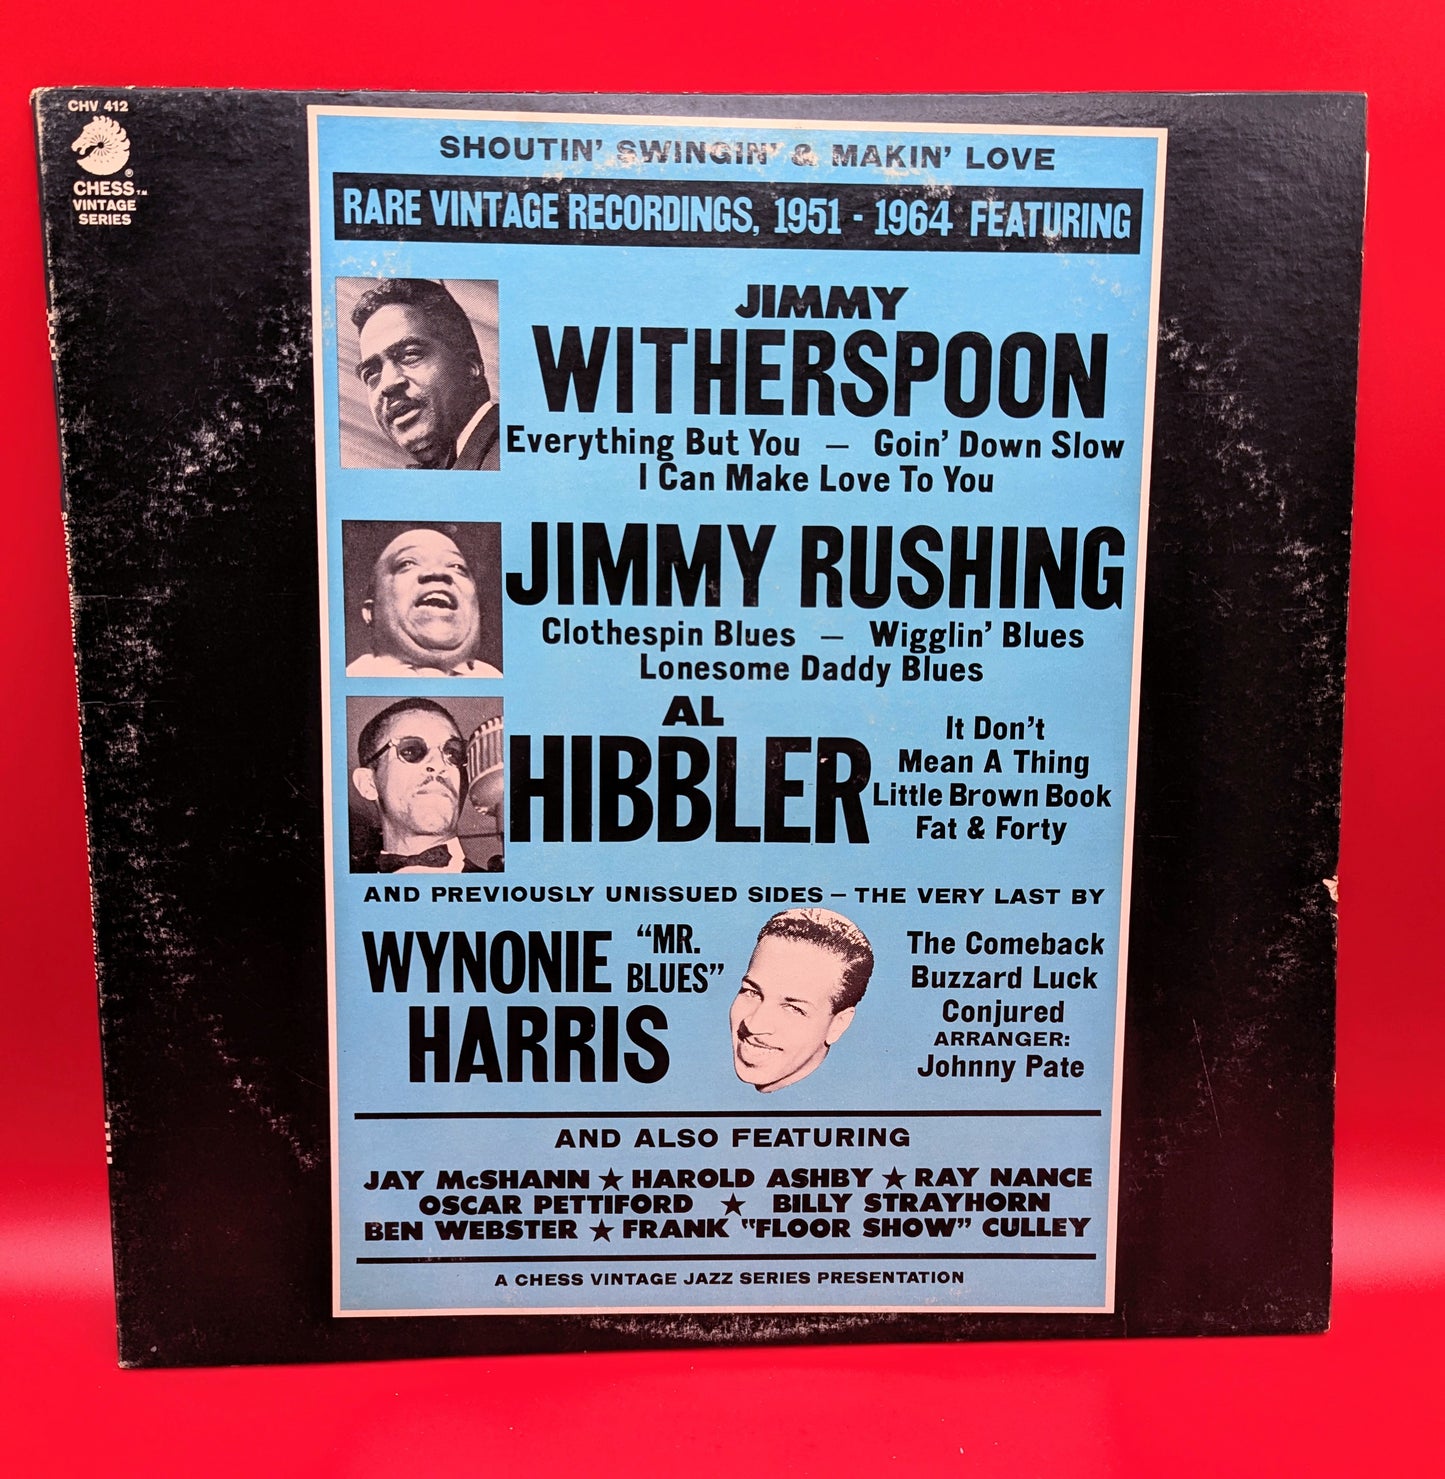 CHV 412
CHESS
VINTAGE
SERIES
SHOUTIN' SWINGIN' & MAKIN' LOVE
RARE VINTAGE RECORDINGS, 1951 - 1964 FEATURING
JIMMY
WITHERSPOON
Everything But You — Goin' Down Slow
I Can Make Love To You
JIMMY RUSHING
Clothespin Blues — Wigglin' Blues
Lonesome Daddy Blues
AL
HIBBLER
It Don't
Mean A Thing
Little Brown Book
Fat & Forty
AND PREVIOUSLY UNISSUED SIDES — THE VERY LAST BY
WYNONIE "MR. BLUES"
HARRIS
The Comeback
Buzzard Luck
Conjured
ARRANGER:
Johnny Pate
AND ALSO FEATURING
JAY McSHANN ★ HAROLD ASHBY ★ RAY NANCE
OSCAR PETTIFORD ★ BILLY STRAYHORN
BEN WEBSTER ★ FRANK "FLOOR SHOW" CULLEY
A CHESS VINTAGE JAZZ SERIES PRESENTATION